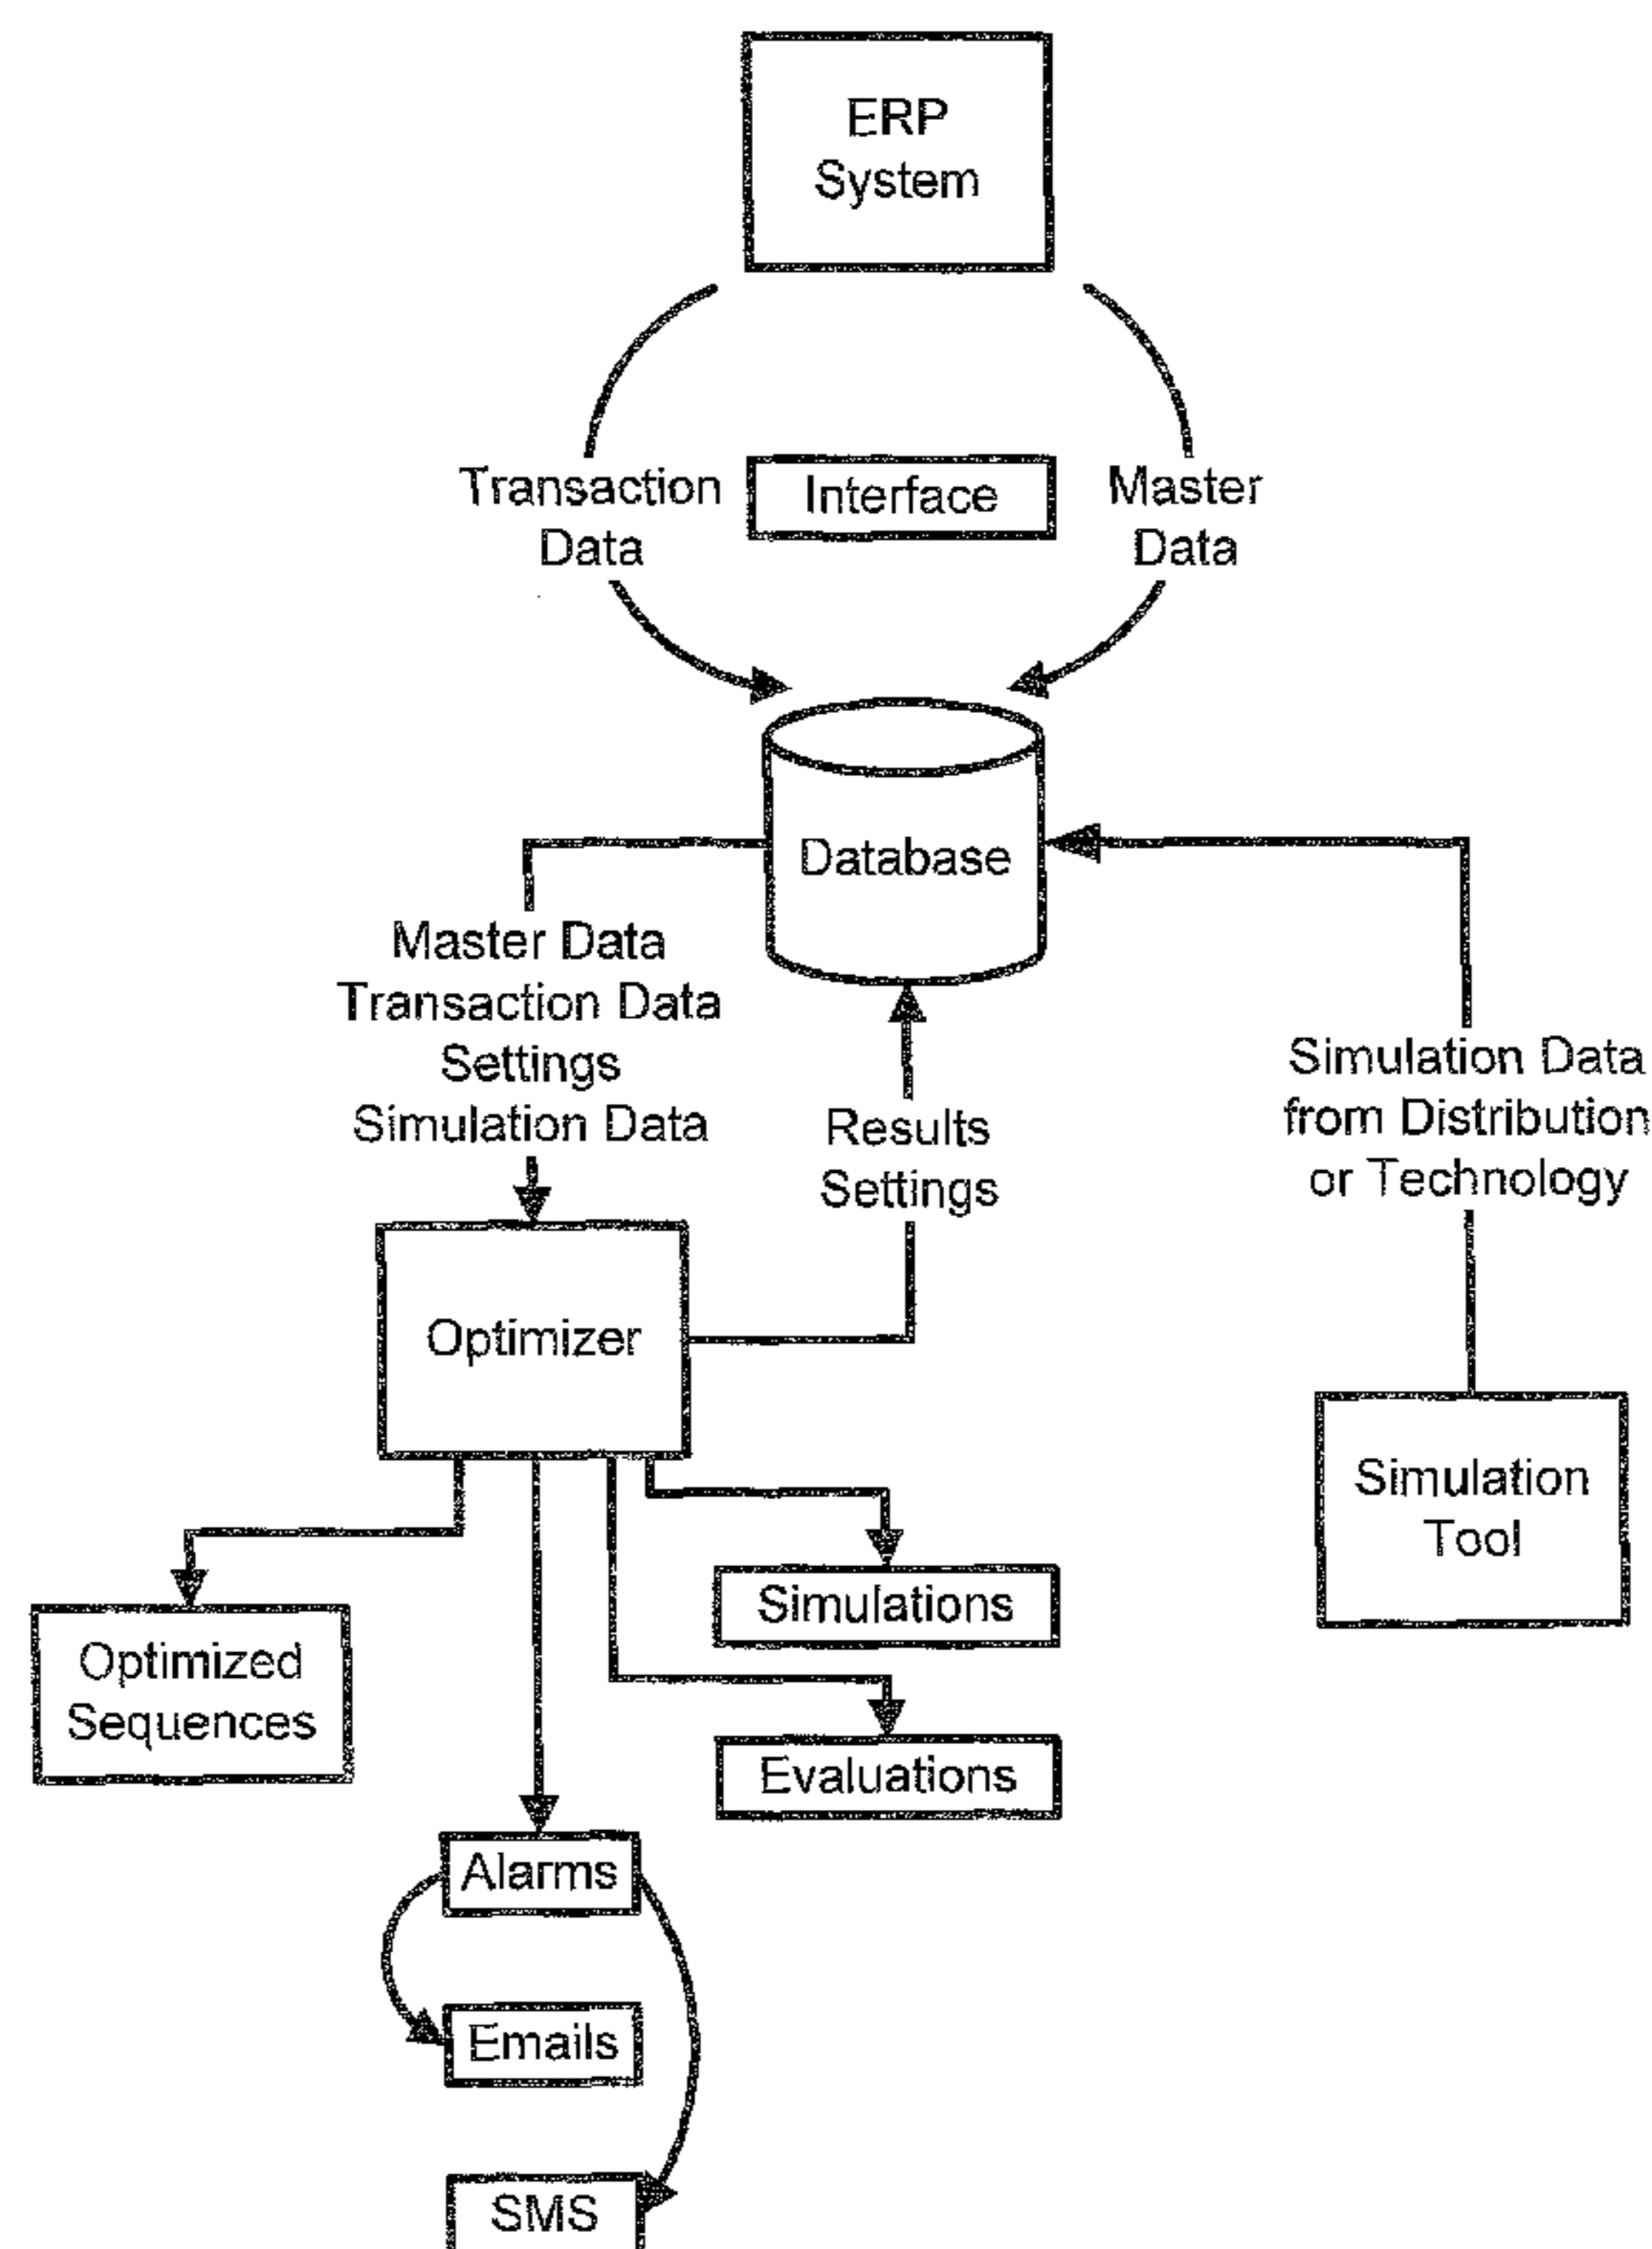 ERP
System
Transaction
Data
Interface
Master
Data
Database
Master Data
Transaction Data
Settings
Simulation Data
Results
Settings
Simulation Data
from Distribution
or Technology
Optimizer
Simulation
Tool
Simulations
Optimized
Sequences
Evaluations
Alarms
Emails
SMS